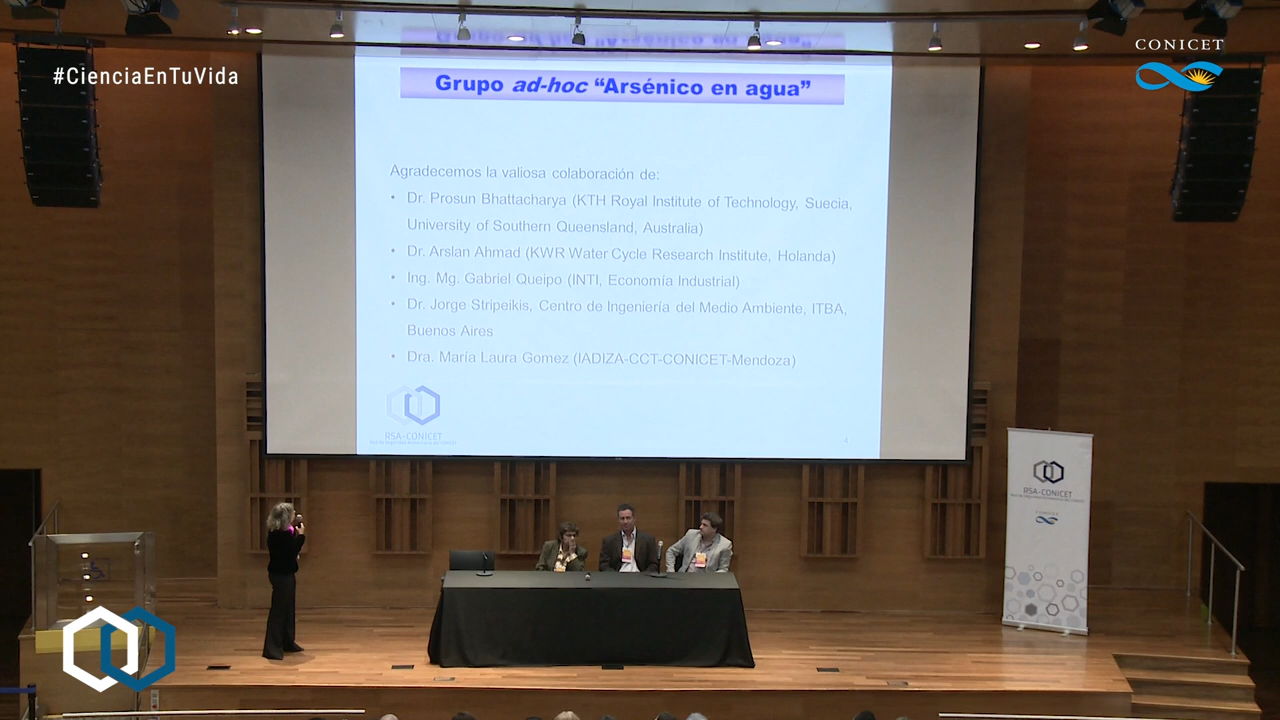 CONICET
#CienciaEnTuVida
Grupo ad-hoc “Arsénico en agua”
Agradecemos la valiosa colaboración de:
• Dr. Prosun Bhattacharya (KTH Royal Institute of Technology, Suecia,
University of Southern Queensland, Australia)
• Dr. Arslan Ahmad (KWR Water Cycle Research Institute, Holanda)
• Ing. Mg. Gabriel Queipo (INTI, Economía Industrial)
• Dr. Jorge Stripeikis, Centro de Ingeniería del Medio Ambiente, ITBA,
Buenos Aires
• Dra. María Laura Gomez (IADIZA-CCT-CONICET-Mendoza)
RSA-CONICET
4
RSA-CONICET
CONICET